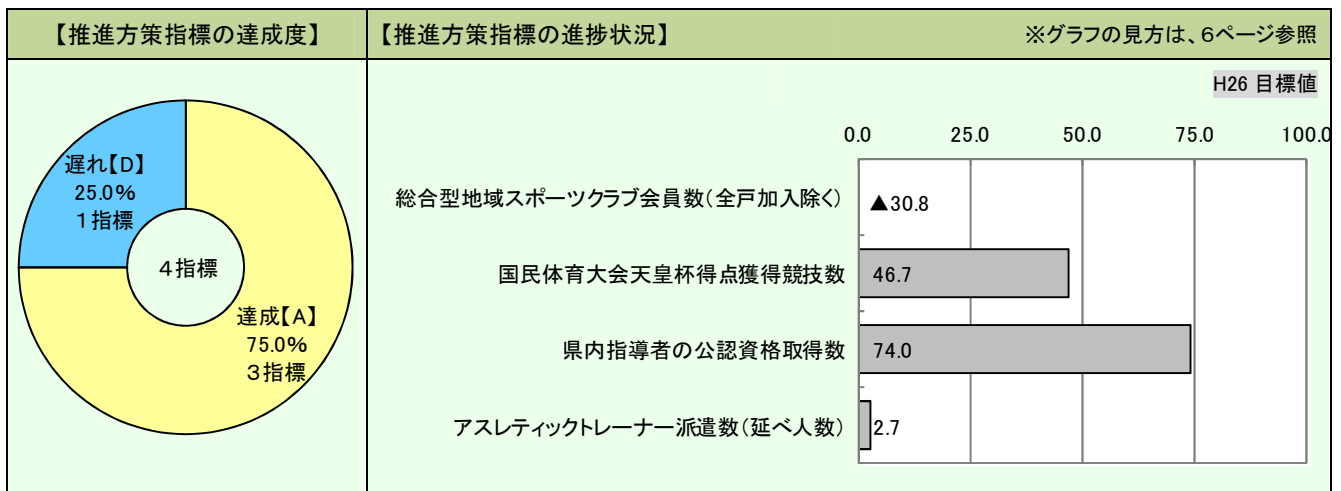 【推進方策指標の達成度】
【推進方策指標の進捗状況】
※グラフの見方は、6ページ参照
遅れ【D】
25.0%
1指標
4指標
達成【A】
75.0%
3指標
H26 目標値
0.0 25.0 50.0 75.0 100.0
総合型地域スポーツクラブ会員数(全戸加入除く) ▲30.8
国民体育大会天皇杯得点獲得競技数 46.7
県内指導者の公認資格取得数 74.0
アスレティックトレーナー派遣数(延べ人数) 2.7